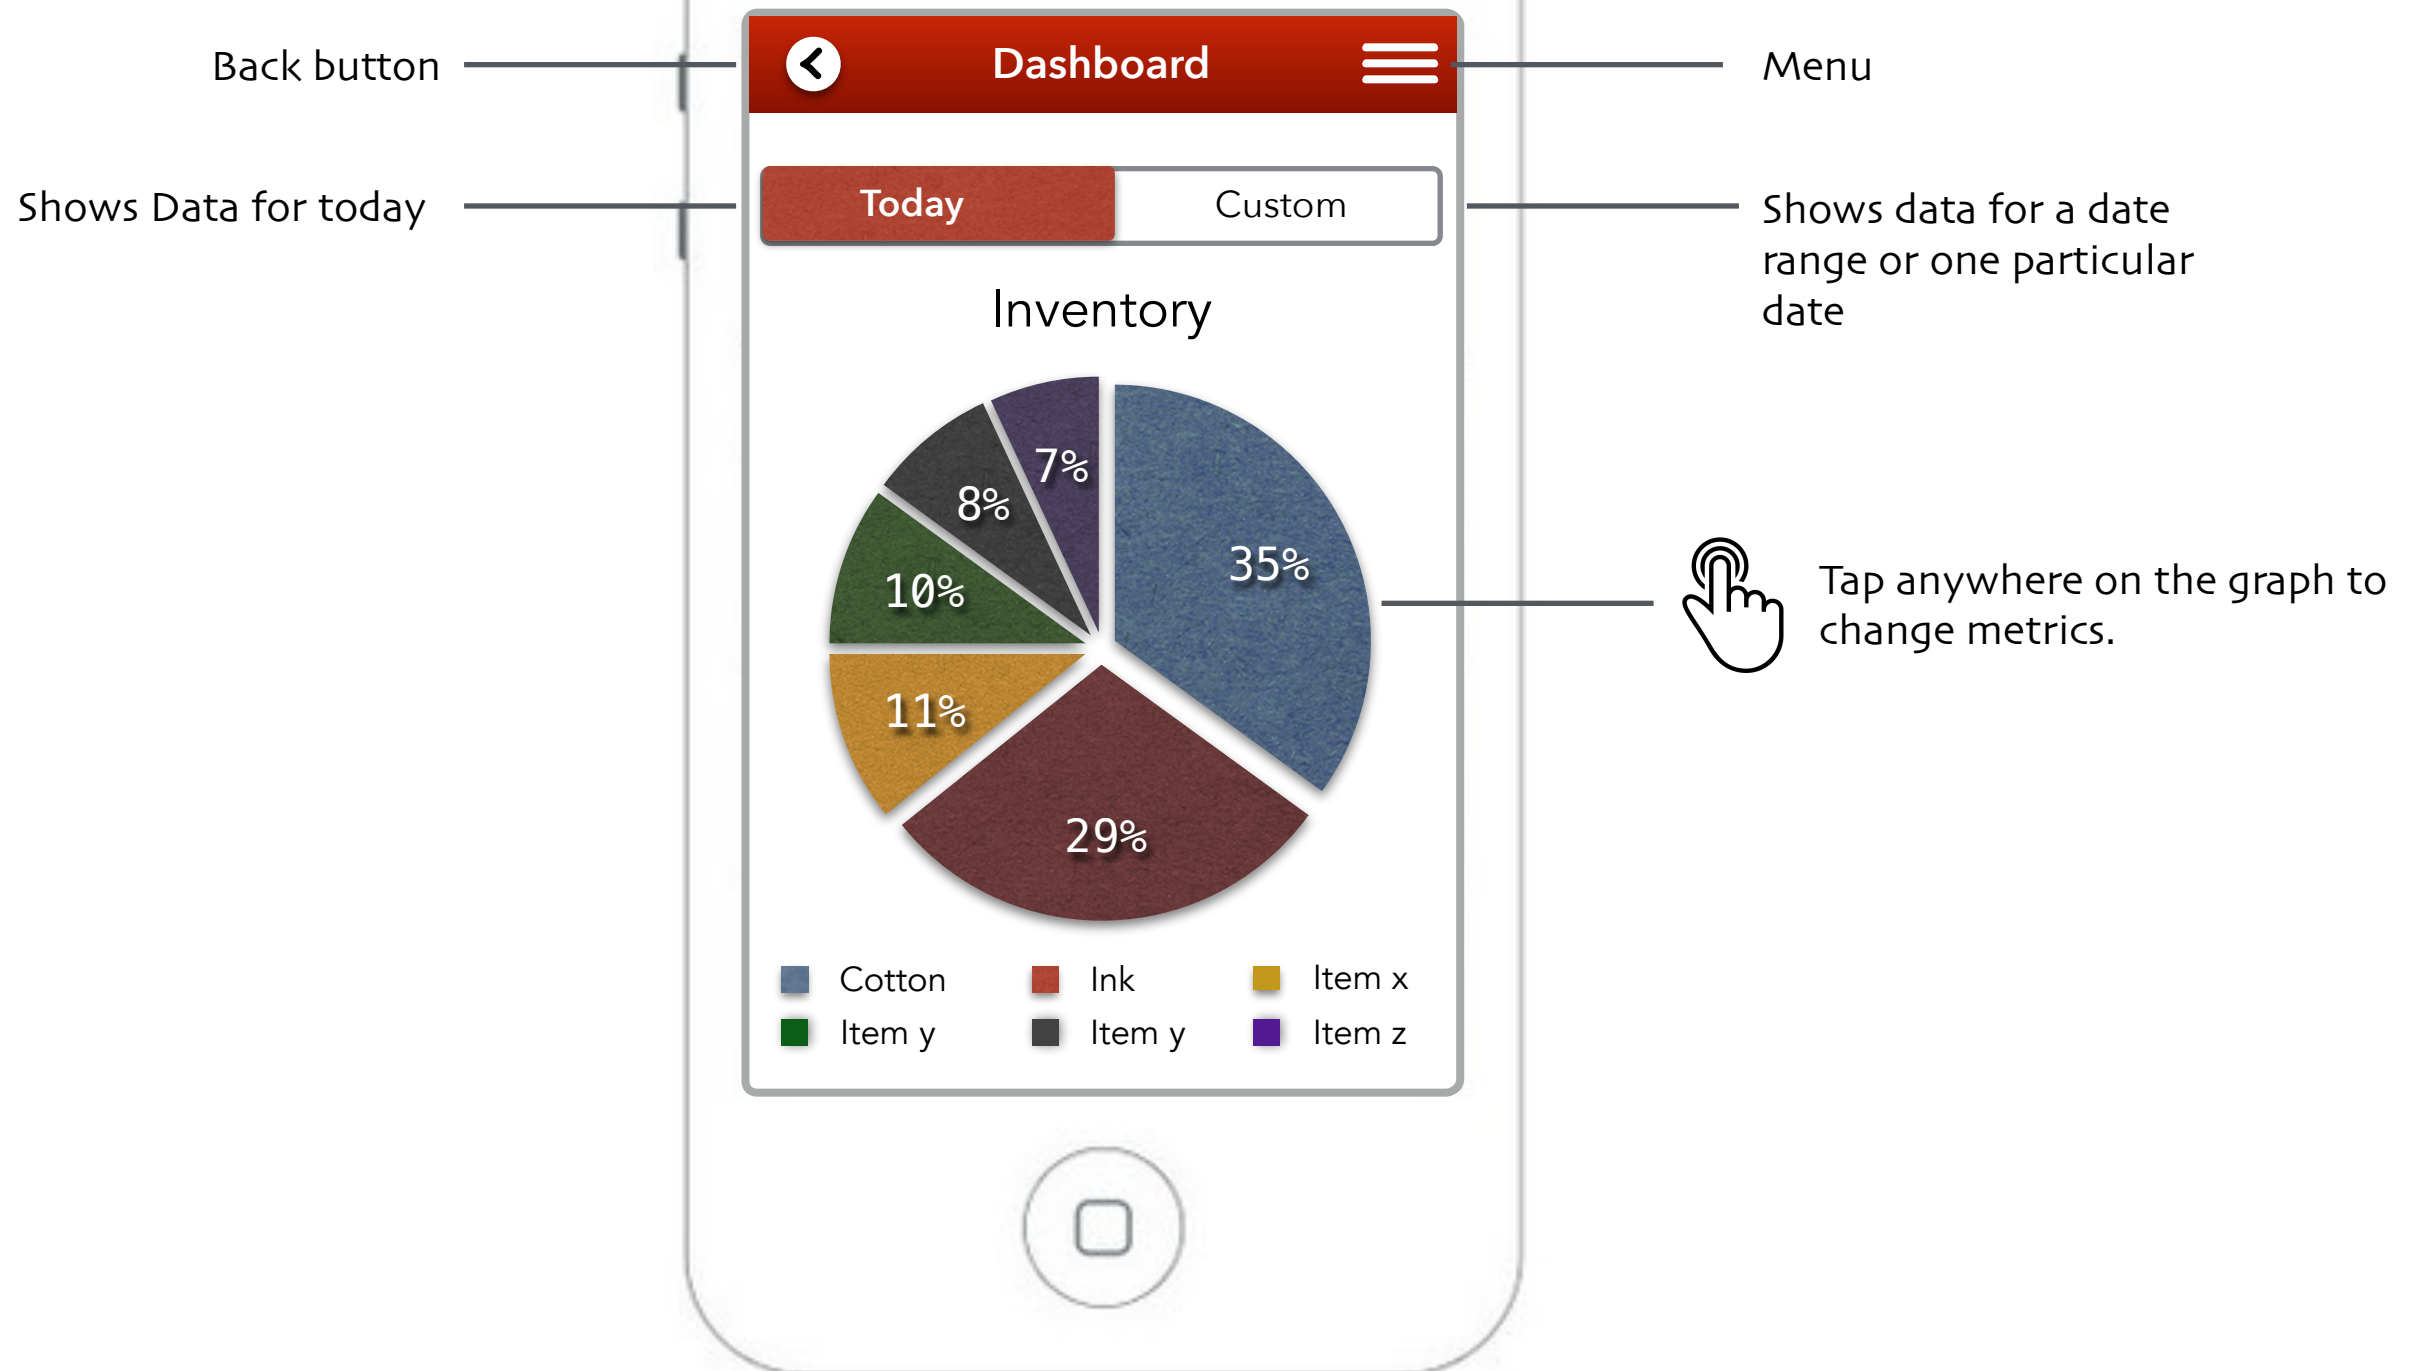 Back button
Dashboard
Menu
Shows Data for today
Today
Custom
Shows data for a date
range or one particular
date
Inventory
7%
8%
35%
10%
Tap anywhere on the graph to
change metrics.
11%
29%
Cotton
Ink
Item x
Item y
Item y
Item z